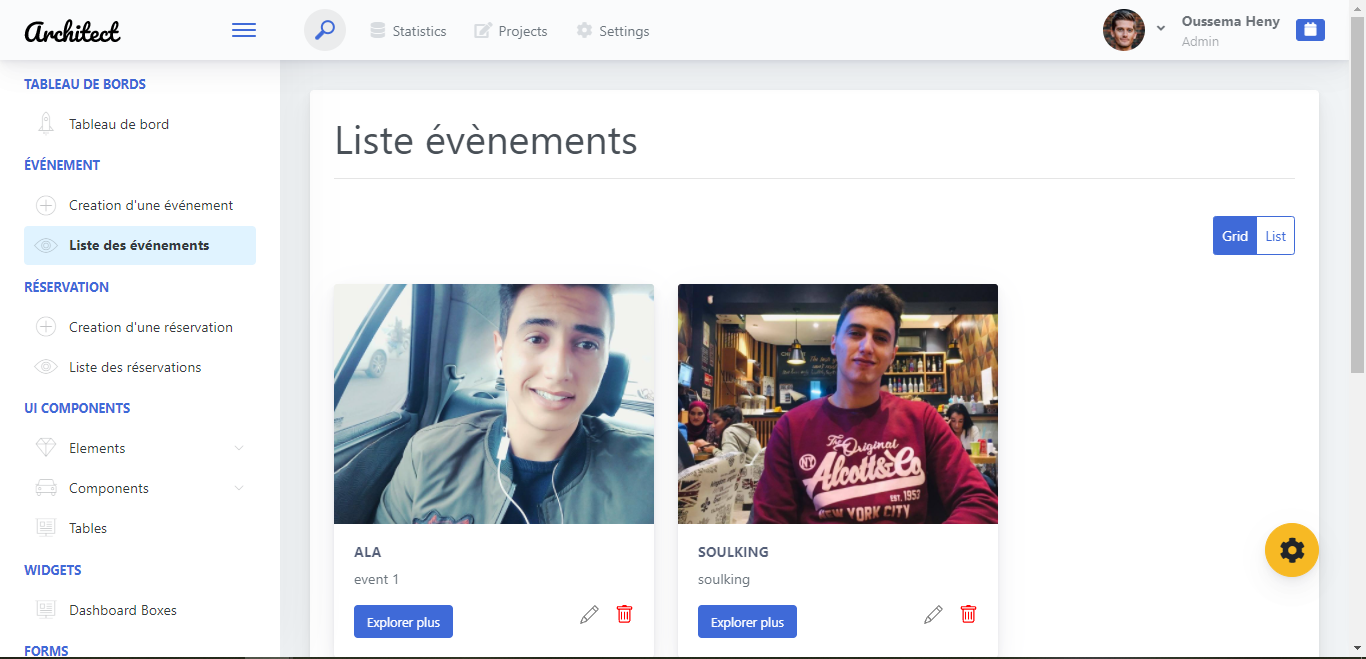 Architect
Statistics
Projects
Settings
Oussema Heny
Admin
TABLEAU DE BORDS
Tableau de bord
ÉVÉNEMENT
Creation d'une événement
Liste des événements
RÉSERVATION
Creation d'une réservation
Liste des réservations
UI COMPONENTS
Elements
Components
Tables
WIDGETS
Dashboard Boxes
FORMS
Liste évènements
Grid
List
The Original
NY
Alcott&Co
EST. 1953
NEW YORK CITY
ALA
event 1
Explorer plus
SOULKING
soulking
Explorer plus